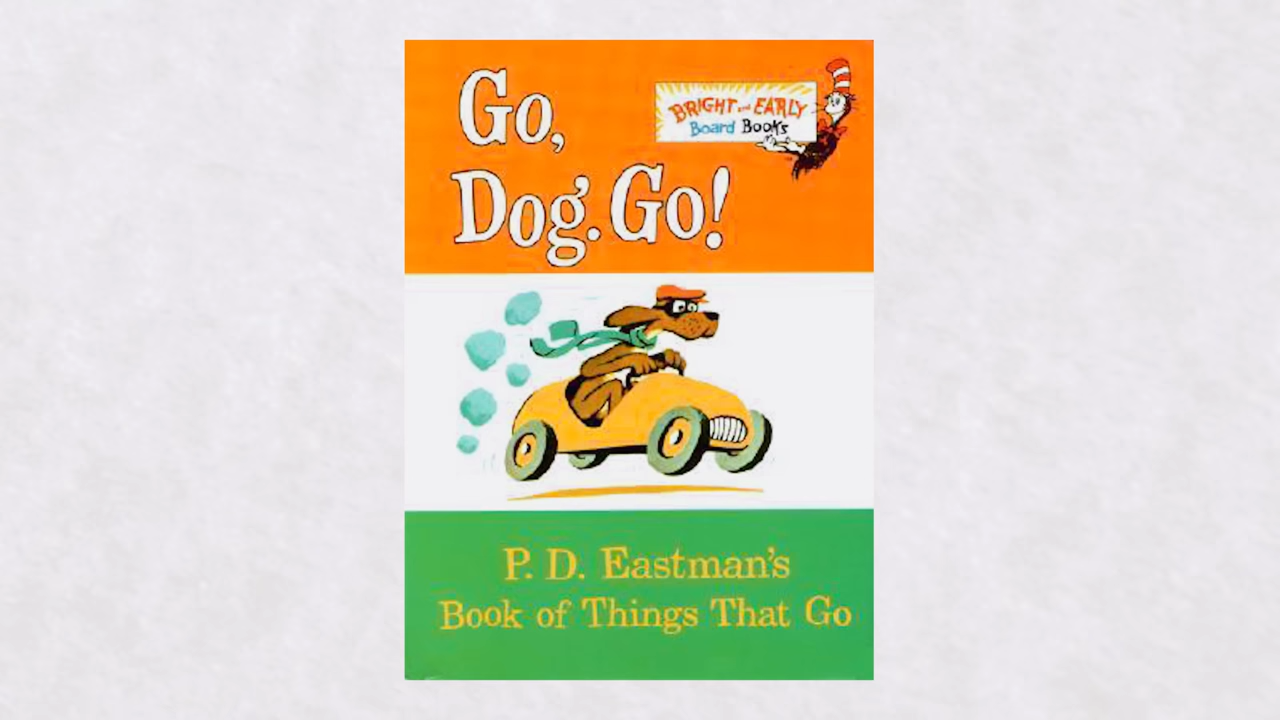 Go,
Dog. Go!
BRIGHT and EARLY
Board Books
P. D. Eastman's
Book of Things That Go